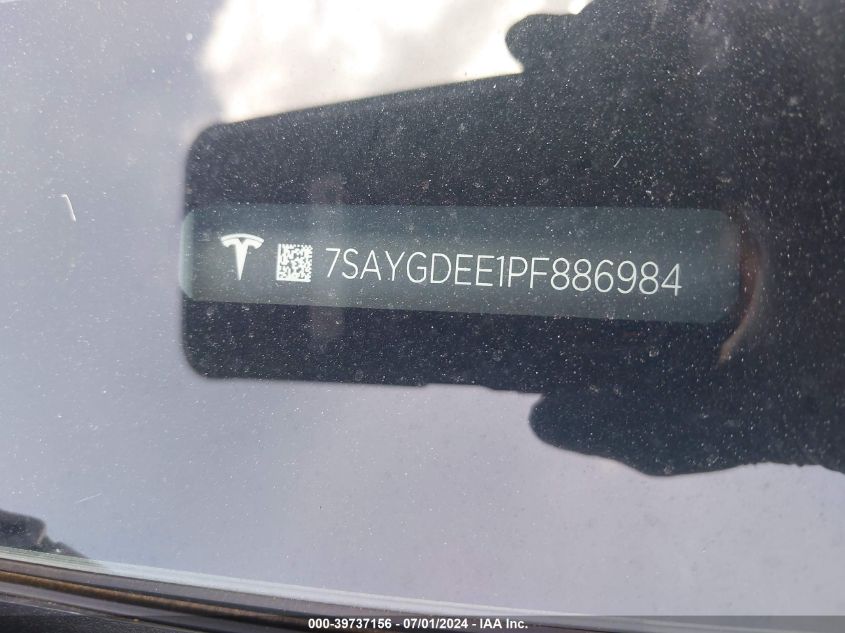 7SAYGDEE1PF886984
000-39737156 - 07/01/2024 - IAA Inc.